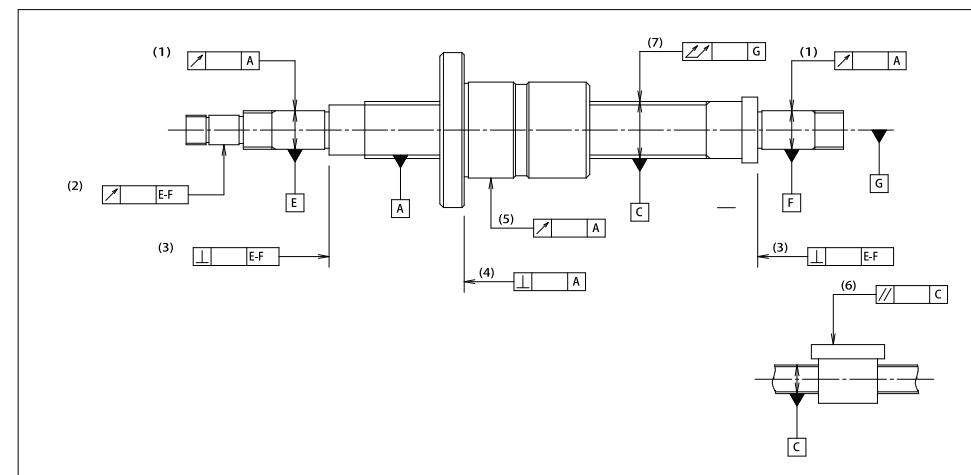 (1) A
(7) G
(1) A
(2) E-F
E
A
(5) A
C
F
G
(3) E-F
(4) ⊥ A
(3) ⊥ E-F
(6) // C
C